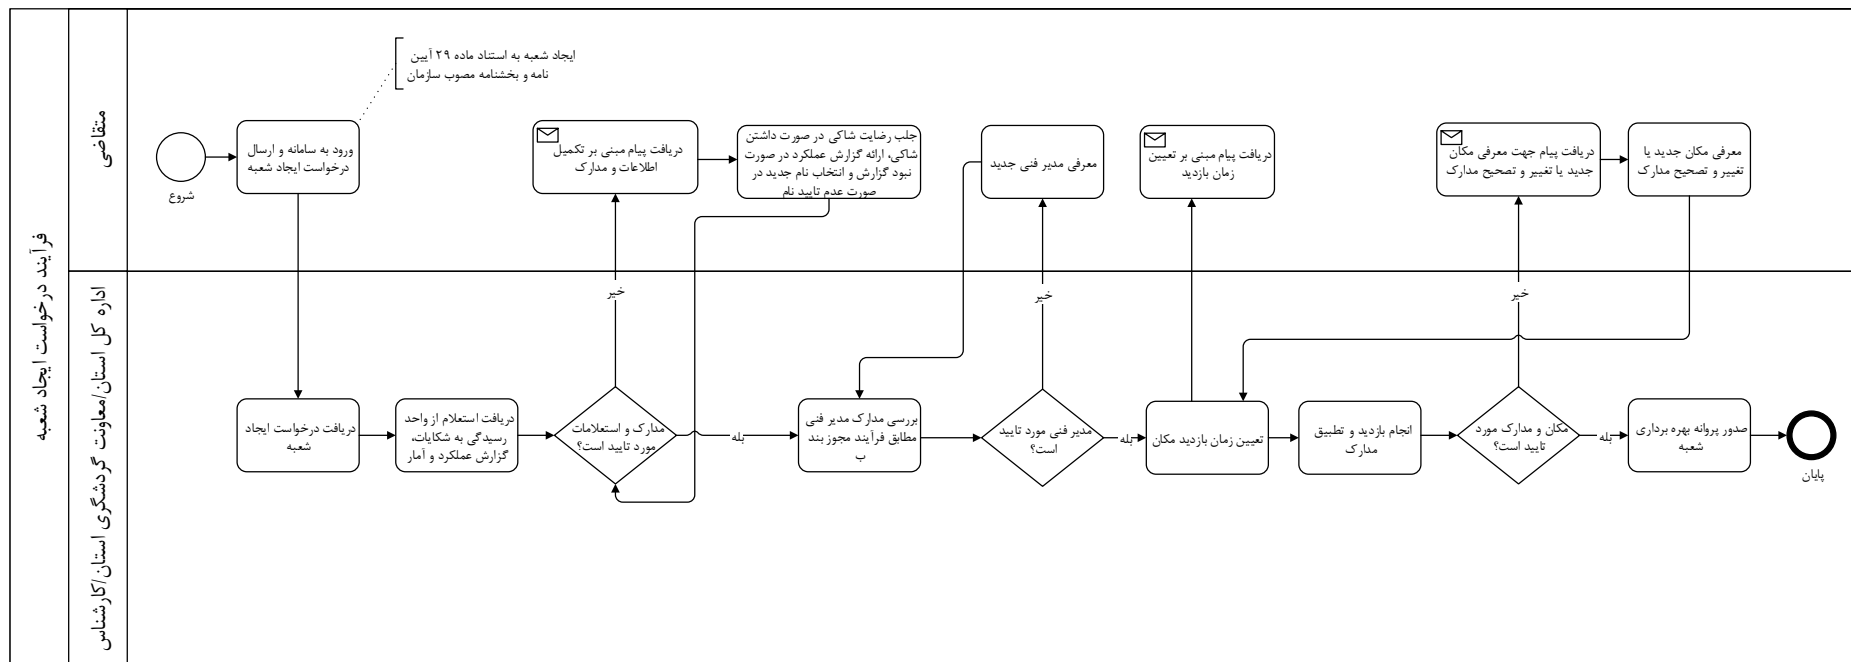 فرآیند درخواست ایجاد شعبه
متقاضی
ایجاد شعبه به استناد ماده ۲۹ آیین
نامه و بخشنامه مصوب سازمان
شروع
ورود به سامانه و ارسال
درخواست ایجاد شعبه
دریافت پیام مبنی بر تکمیل
اطلاعات و مدارک
جلب رضایت شاکی در صورت داشتن
شاکی، ارائه گزارش عملکرد در صورت
نبود گزارش و انتخاب نام جدید در
صورت عدم تایید نام
معرفی مدیر فنی جدید
دریافت پیام مبنی بر تعیین
زمان بازدید
دریافت پیام جهت معرفی مکان
جدید یا تغییر و تصحیح مدارک
معرفی مکان جدید یا
تغییر و تصحیح مدارک
اداره کل استان/معاونت گردشگری استان/کارشناس
دریافت درخواست ایجاد
شعبه
دریافت استعلام از واحد
رسیدگی به شکایات،
گزارش عملکرد و آمار
مدارک و استعلامات
مورد تایید است؟
خیر
بله
بررسی مدارک مدیر فنی
مطابق فرآیند مجوز بند
ب
مدیر فنی مورد تایید
است؟
خیر
بله
تعیین زمان بازدید مکان
انجام بازدید و تطبیق
مدارک
مکان و مدارک مورد
تایید است؟
خیر
بله
صدور پروانه بهره برداری
شعبه
پایان